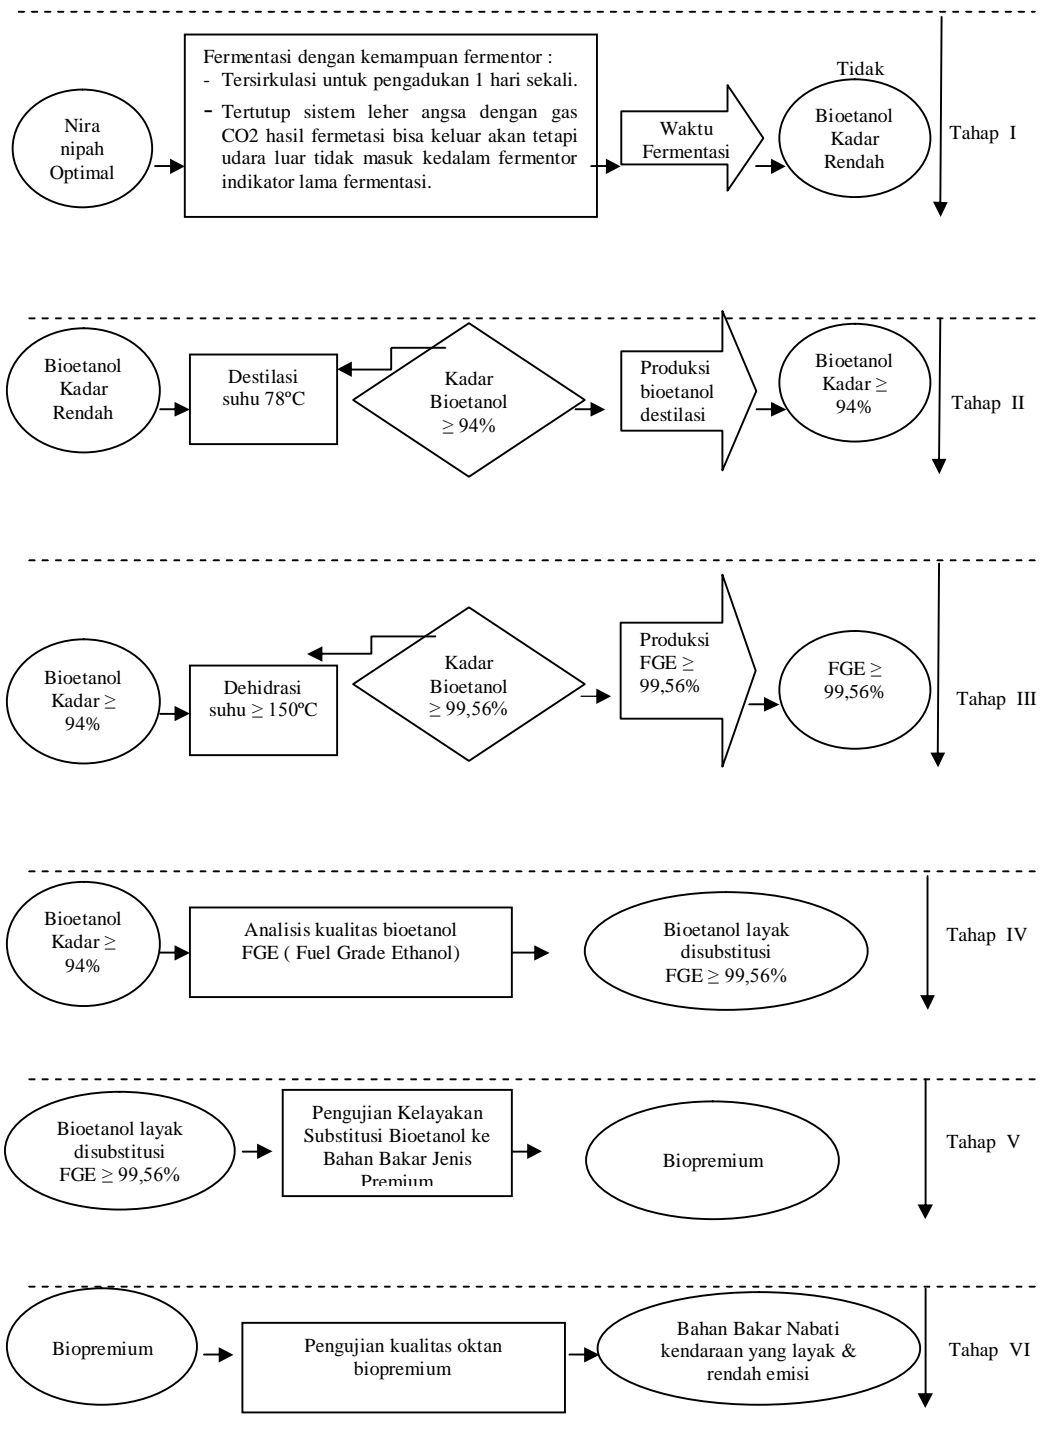 Nira
nipah
Optimal
Fermentasi dengan kemampuan fermentor :
- Tersirkulasi untuk pengadukan 1 hari sekali.
- Tertutup sistem leher angsa dengan gas
CO2 hasil fermetasi bisa keluar akan tetapi
udara luar tidak masuk kedalam fermentor
indikator lama fermentasi.
Waktu
Fermentasi
Tidak
Bioetanol
Kadar
Rendah
Tahap I
Bioetanol
Kadar
Rendah
Destilasi
suhu 78ºC
Kadar
Bioetanol
≥ 94%
Produksi
bioetanol
destilasi
Bioetanol
Kadar ≥
94%
Tahap II
Bioetanol
Kadar ≥
94%
Dehidrasi
suhu ≥ 150ºC
Kadar
Bioetanol
≥ 99,56%
Produksi
FGE ≥
99,56%
FGE ≥
99,56%
Tahap III
Bioetanol
Kadar ≥
94%
Analisis kualitas bioetanol
FGE ( Fuel Grade Ethanol)
Bioetanol layak
disubstitusi
FGE ≥ 99,56%
Tahap IV
Bioetanol layak
disubstitusi
FGE ≥ 99,56%
Pengujian Kelayakan
Substitusi Bioetanol ke
Bahan Bakar Jenis
Premium
Biopremium
Tahap V
Biopremium
Pengujian kualitas oktan
biopremium
Bahan Bakar Nabati
kendaraan yang layak &
rendah emisi
Tahap VI